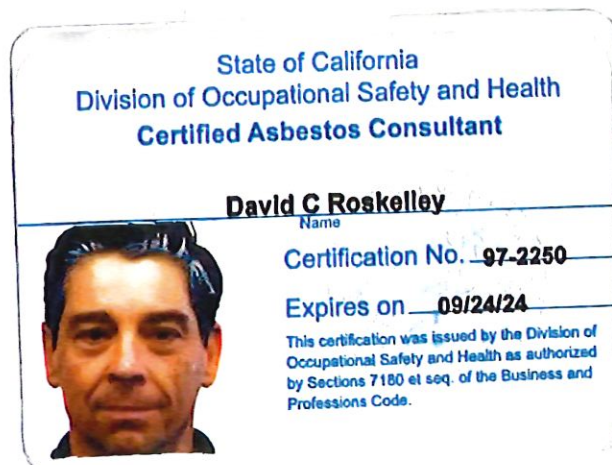 State of California
Division of Occupational Safety and Health
Certified Asbestos Consultant
David C Roskelley
Name
Certification No. 97-2250
Expires on 09/24/24
This certification was issued by the Division of
Occupational Safety and Health as authorized
by Sections 7180 et seq. of the Business and
Professions Code.